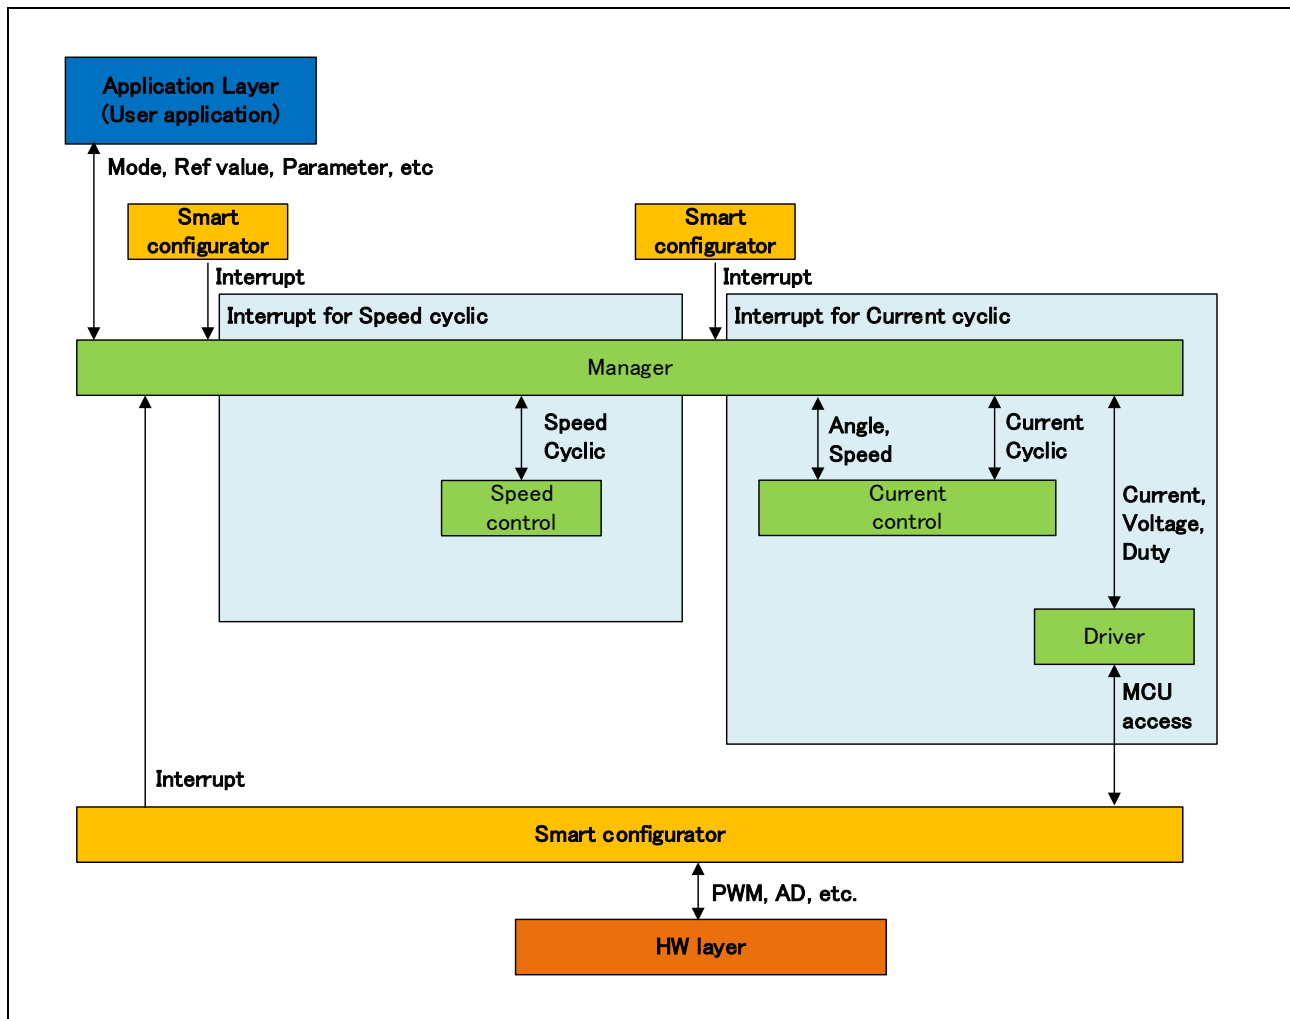 Application Layer
(User application)
Mode, Ref value, Parameter, etc
Smart
configurator
Smart
configurator
Interrupt
Interrupt
Interrupt for Speed cyclic
Interrupt for Current cyclic
Manager
Speed
Cyclic
Angle,
Speed
Current
Cyclic
Speed
control
Current
control
Current,
Voltage,
Duty
Driver
MCU
access
Interrupt
Smart configurator
PWM, AD, etc.
HW layer